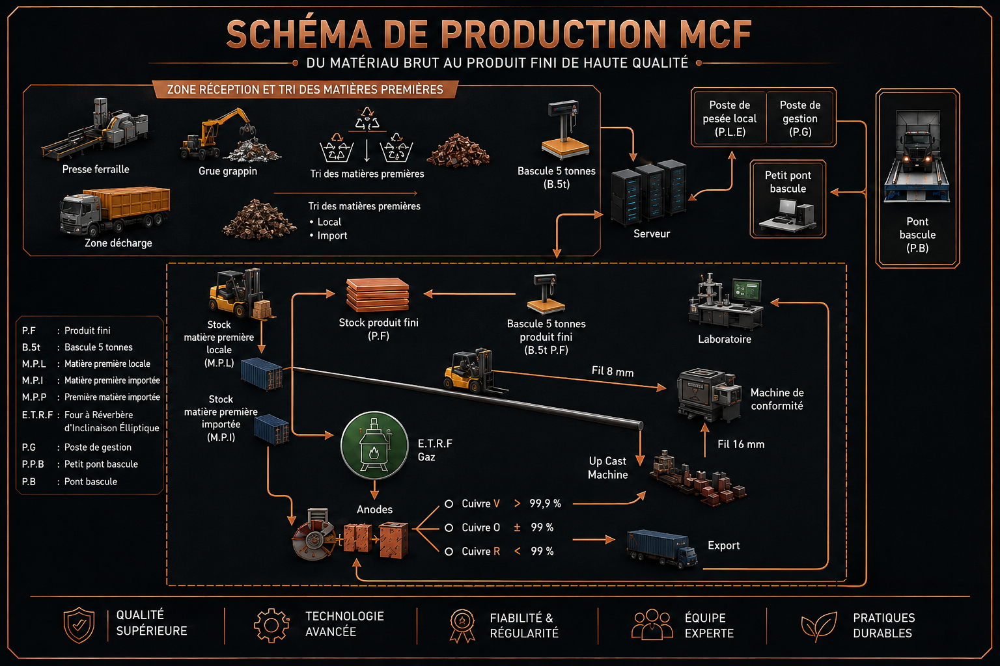 SCHÉMA DE PRODUCTION MCF
DU MATÉRIAU BRUT AU PRODUIT FINI DE HAUTE QUALITÉ
ZONE RÉCEPTION ET TRI DES MATIÈRES PREMIÈRES
Presse ferraille
Grue grappin
Tri des matières premières
Bascule 5 tonnes
(B.5t)
Zone décharge
Tri des matières premières
• Local
• Import
Serveur
Poste de
pesée local
(P.L.E)
Poste de
gestion
(P.G)
Petit pont
bascule
Pont
bascule
(P.B)
P.F : Produit fini
B.5t : Bascule 5 tonnes
M.P.L : Matière première locale
M.P.I : Matière première importée
M.P.P : Première matière importée
E.T.R.F : Four à Réverbère
d'Inclinaison Élliptique
P.G : Poste de gestion
P.P.B : Petit pont bascule
P.B : Pont bascule
Stock
matière première
locale
(M.P.L)
Stock
matière première
importée
(M.P.I)
Stock produit fini
(P.F)
Bascule 5 tonnes
produit fini
(B.5t P.F)
Laboratoire
Fil 8 mm
Machine de
conformité
Fil 16 mm
Up Cast
Machine
E.T.R.F
Gaz
Anodes
Cuivre V > 99,9 %
Cuivre O ± 99 %
Cuivre R < 99 %
Export
QUALITÉ
SUPÉRIEURE
TECHNOLOGIE
AVANCÉE
FIABILITÉ &
RÉGULARITÉ
ÉQUIPE
EXPERTE
PRATIQUES
DURABLES